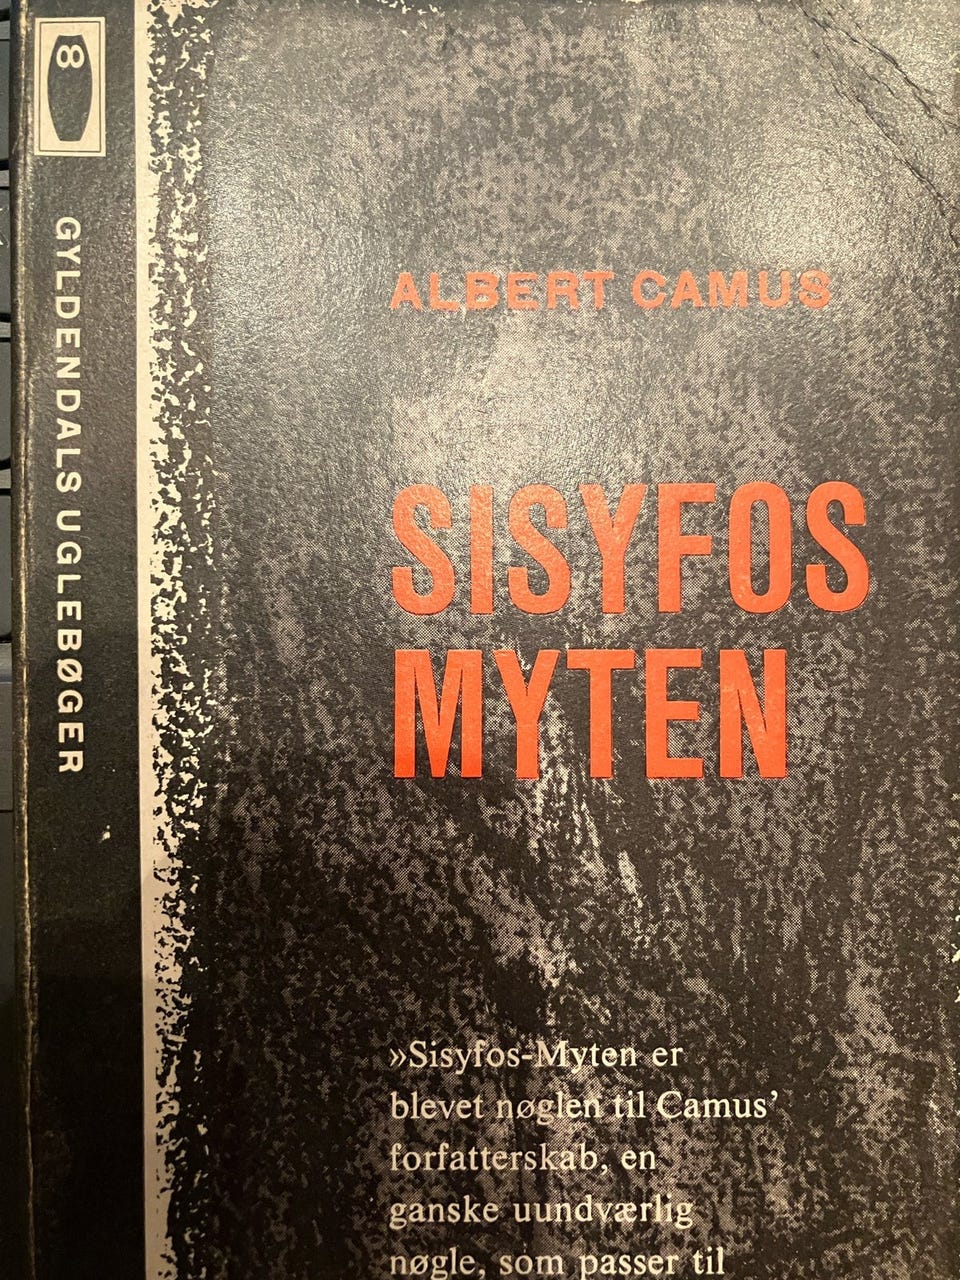 8
GYLDENDALS UGLEBØGER
ALBERT CAMUS
SISYFOS
MYTEN
»Sisyfos-Myten er
blevet nøglen til Camus’
forfatterskab, en
ganske uundværlig
nøgle, som passer til